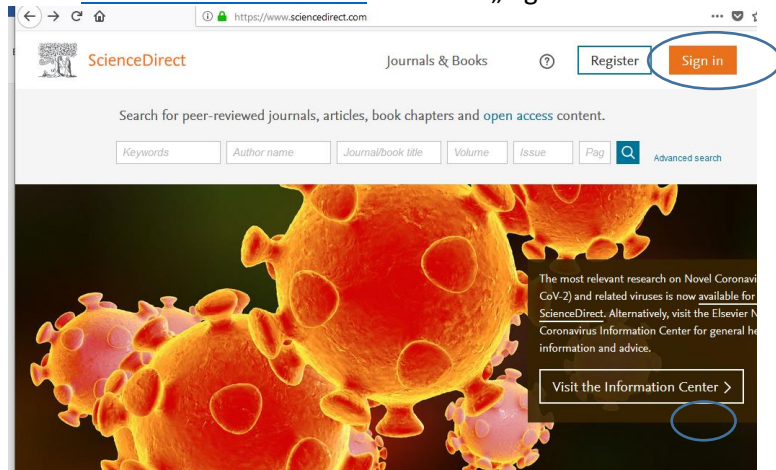 https://www.sciencedirect.com
ScienceDirect
Journals & Books
?
Register
Sign in
Search for peer-reviewed journals, articles, book chapters and open access content.
Keywords
Author name
Journal/book title
Volume
Issue
Pag
Advanced search
The most relevant research on Novel Coronavi
CoV-2) and related viruses is now available for
ScienceDirect. Alternatively, visit the Elsevier N
Coronavirus Information Center for general he
information and advice.
Visit the Information Center >